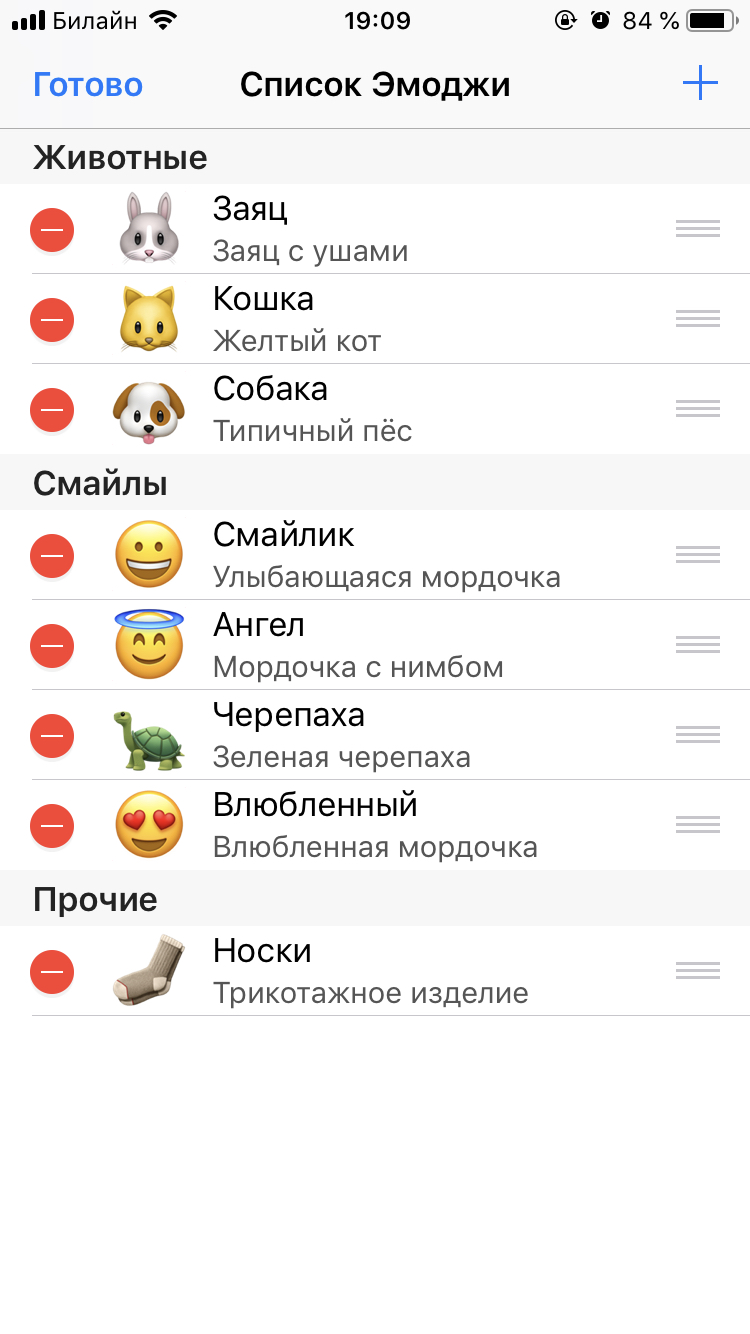 Билайн 19:09 84 %
Готово Список Эмоджи
Животные
Заяц
Заяц с ушами
Кошка
Желтый кот
Собака
Типичный пёс
Смайлы
Смайлик
Улыбающаяся мордочка
Ангел
Мордочка с нимбом
Черепаха
Зеленая черепаха
Влюбленный
Влюбленная мордочка
Прочие
Носки
Трикотажное изделие